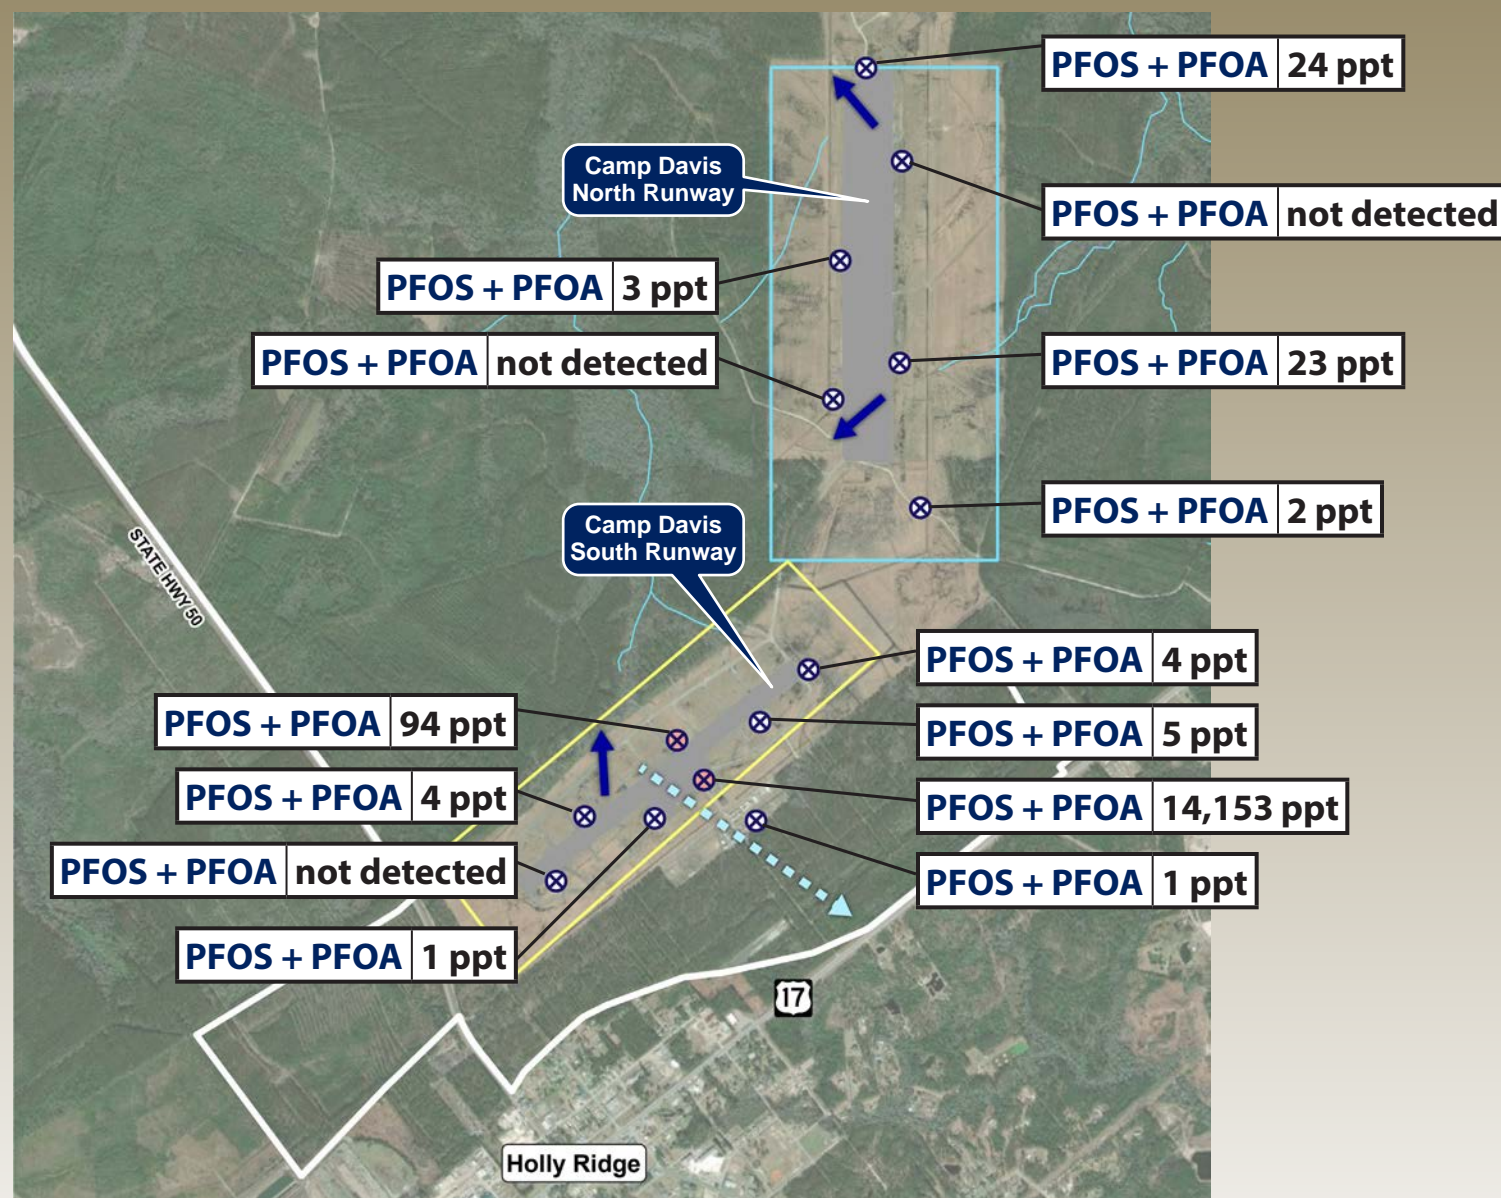 PFOS + PFOA 24 ppt
Camp Davis
North Runway
PFOS + PFOA not detected
PFOS + PFOA 3 ppt
PFOS + PFOA not detected
PFOS + PFOA 23 ppt
PFOS + PFOA 2 ppt
Camp Davis
South Runway
STATE HWY 50
PFOS + PFOA 4 ppt
PFOS + PFOA 94 ppt
PFOS + PFOA 5 ppt
PFOS + PFOA 4 ppt
PFOS + PFOA 14,153 ppt
PFOS + PFOA not detected
PFOS + PFOA 1 ppt
PFOS + PFOA 1 ppt
17
Holly Ridge